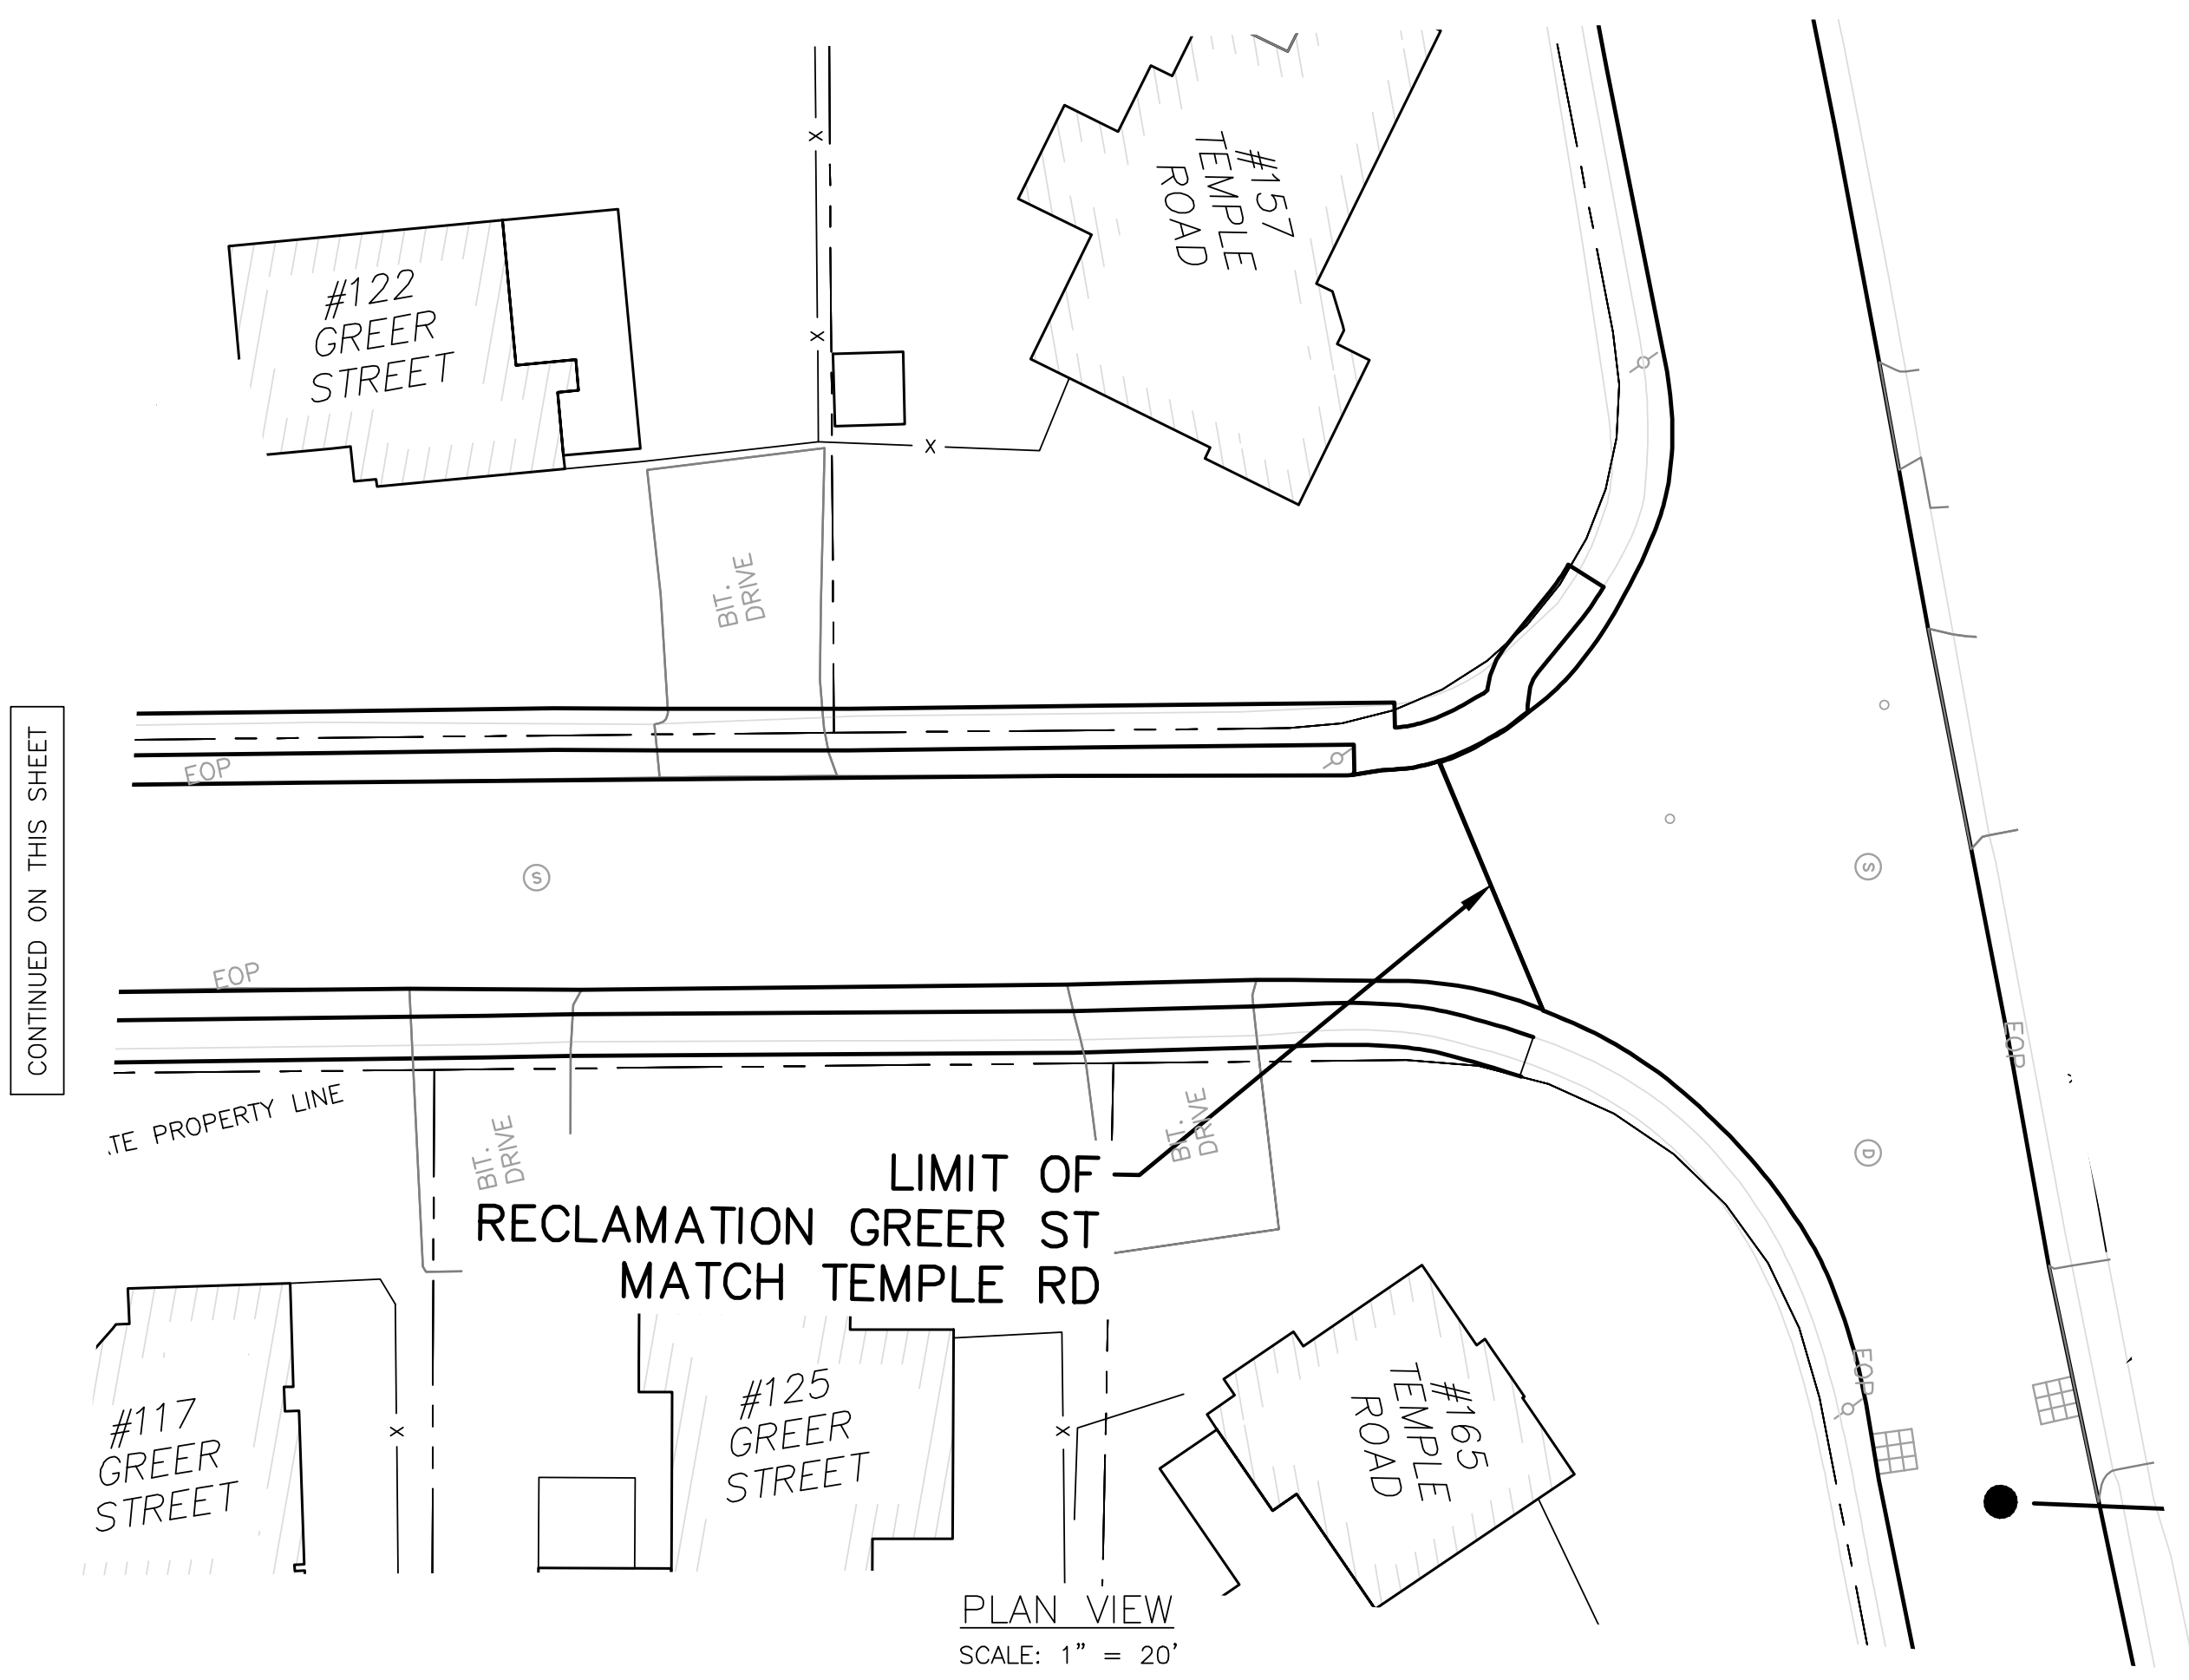 #157
TEMPLE
ROAD
#122
GREER
STREET
BIT.
DRIVE
CONTINUED ON THIS SHEET
EOP
S
S
EOP
EOP
PROPERTY LINE
BIT.
DRIVE
BIT.
DRIVE
D
LIMIT OF
RECLAMATION GREER ST
MATCH TEMPLE RD
EOP
#117
GREER
STREET
#125
GREER
STREET
#165
TEMPLE
ROAD
X
X
X
X
X
PLAN VIEW
SCALE: 1" = 20'